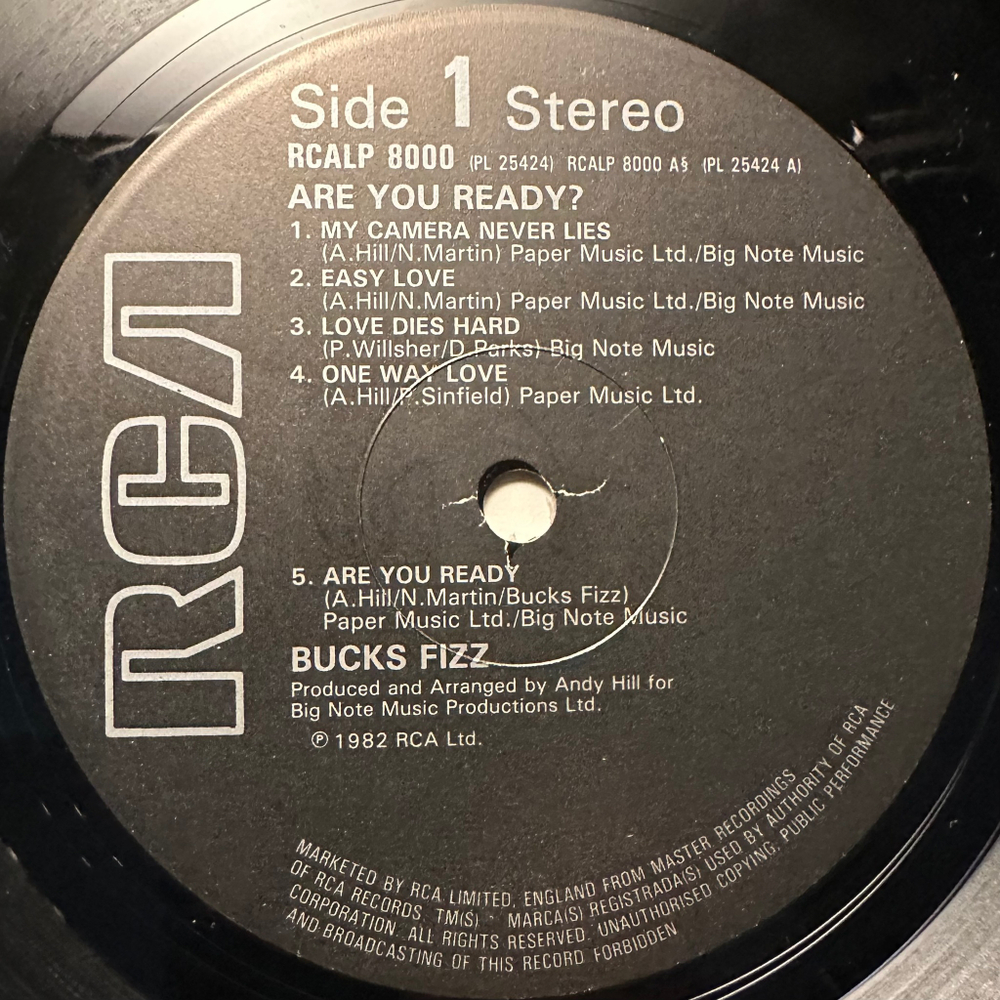 Side 1 Stereo
RCALP 8000 (PL 25424) RCALP 8000 A§ (PL 25424 A)
ARE YOU READY?
1. MY CAMERA NEVER LIES
(A.Hill/N.Martin) Paper Music Ltd./Big Note Music
2. EASY LOVE
(A.Hill/N.Martin) Paper Music Ltd./Big Note Music
3. LOVE DIES HARD
(P.Willsher/D.Parks) Big Note Music
4. ONE WAY LOVE
(A.Hill/P.Sinfield) Paper Music Ltd.
RCA
5. ARE YOU READY
(A.Hill/N.Martin/Bucks Fizz)
Paper Music Ltd./Big Note Music
BUCKS FIZZ
Produced and Arranged by Andy Hill for
Big Note Music Productions Ltd.
℗ 1982 RCA Ltd.
MARKETED BY RCA LIMITED, ENGLAND FROM MASTER RECORDINGS
OF RCA RECORDS, TM(S) · MARCA(S) REGISTRADA(S) USED BY AUTHORITY OF RCA
CORPORATION. ALL RIGHTS RESERVED. UNAUTHORISED COPYING, PUBLIC PERFORMANCE
AND BROADCASTING OF THIS RECORD FORBIDDEN